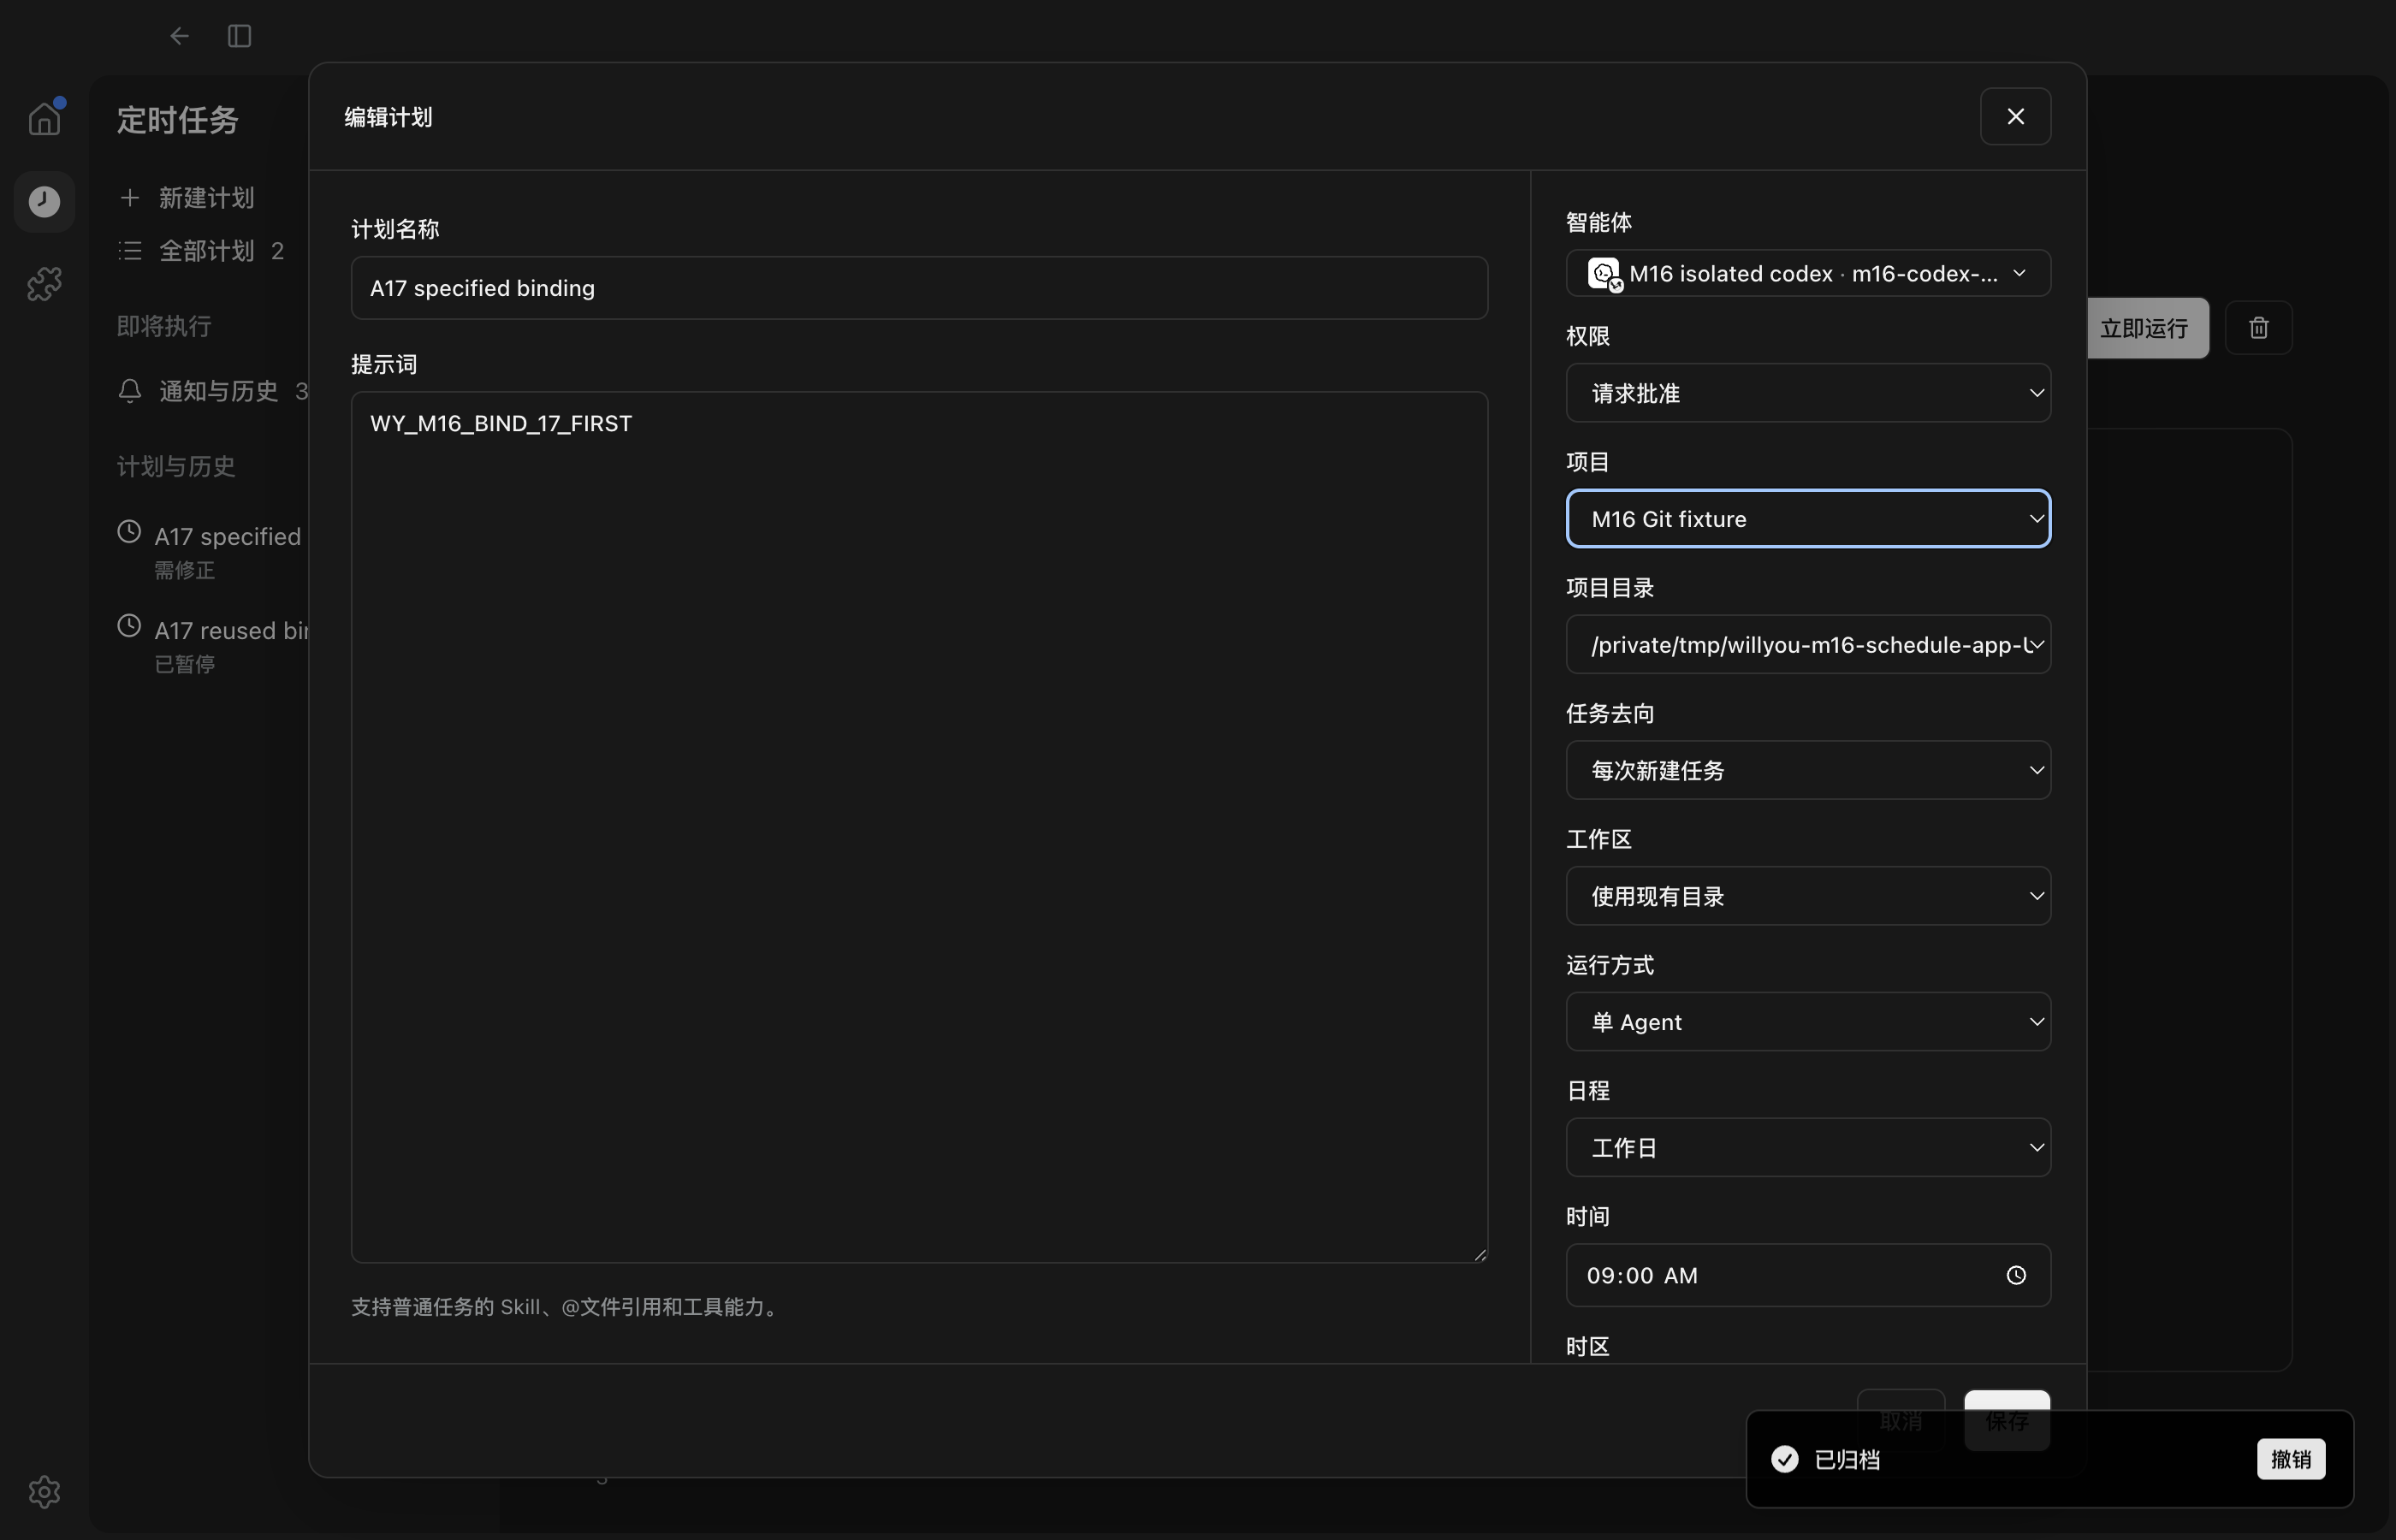 定时任务
新建计划
全部计划 2
即将执行
通知与历史 3
计划与历史
A17 specified
需修正
A17 reused
已暂停
编辑计划
计划名称
A17 specified binding
提示词
WY_M16_BIND_17_FIRST
支持普通任务的 Skill、@文件引用和工具能力。
智能体
M16 isolated codex · m16-codex-...
权限
请求批准
项目
M16 Git fixture
项目目录
/private/tmp/willyou-m16-schedule-app-
任务去向
每次新建任务
工作区
使用现有目录
运行方式
单 Agent
日程
工作日
时间
09:00 AM
时区
取消
保存
立即运行
已归档
撤销